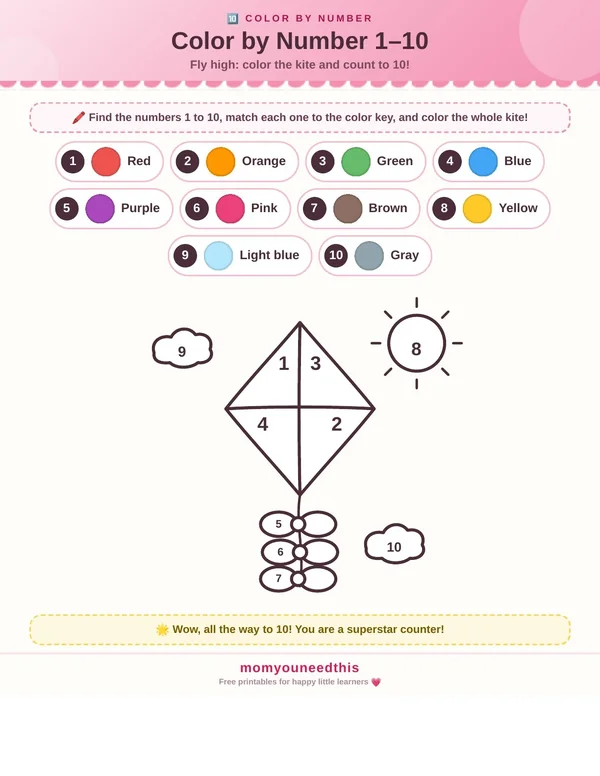 🔟 COLOR BY NUMBER
Color by Number 1–10
Fly high: color the kite and count to 10!
🖍️ Find the numbers 1 to 10, match each one to the color key, and color the whole kite!
1 Red 2 Orange 3 Green 4 Blue
5 Purple 6 Pink 7 Brown 8 Yellow
9 Light blue 10 Gray
9 8
1 3
4 2
5
6 10
7
🌟 Wow, all the way to 10! You are a superstar counter!
momyouneedthis
Free printables for happy little learners 💗